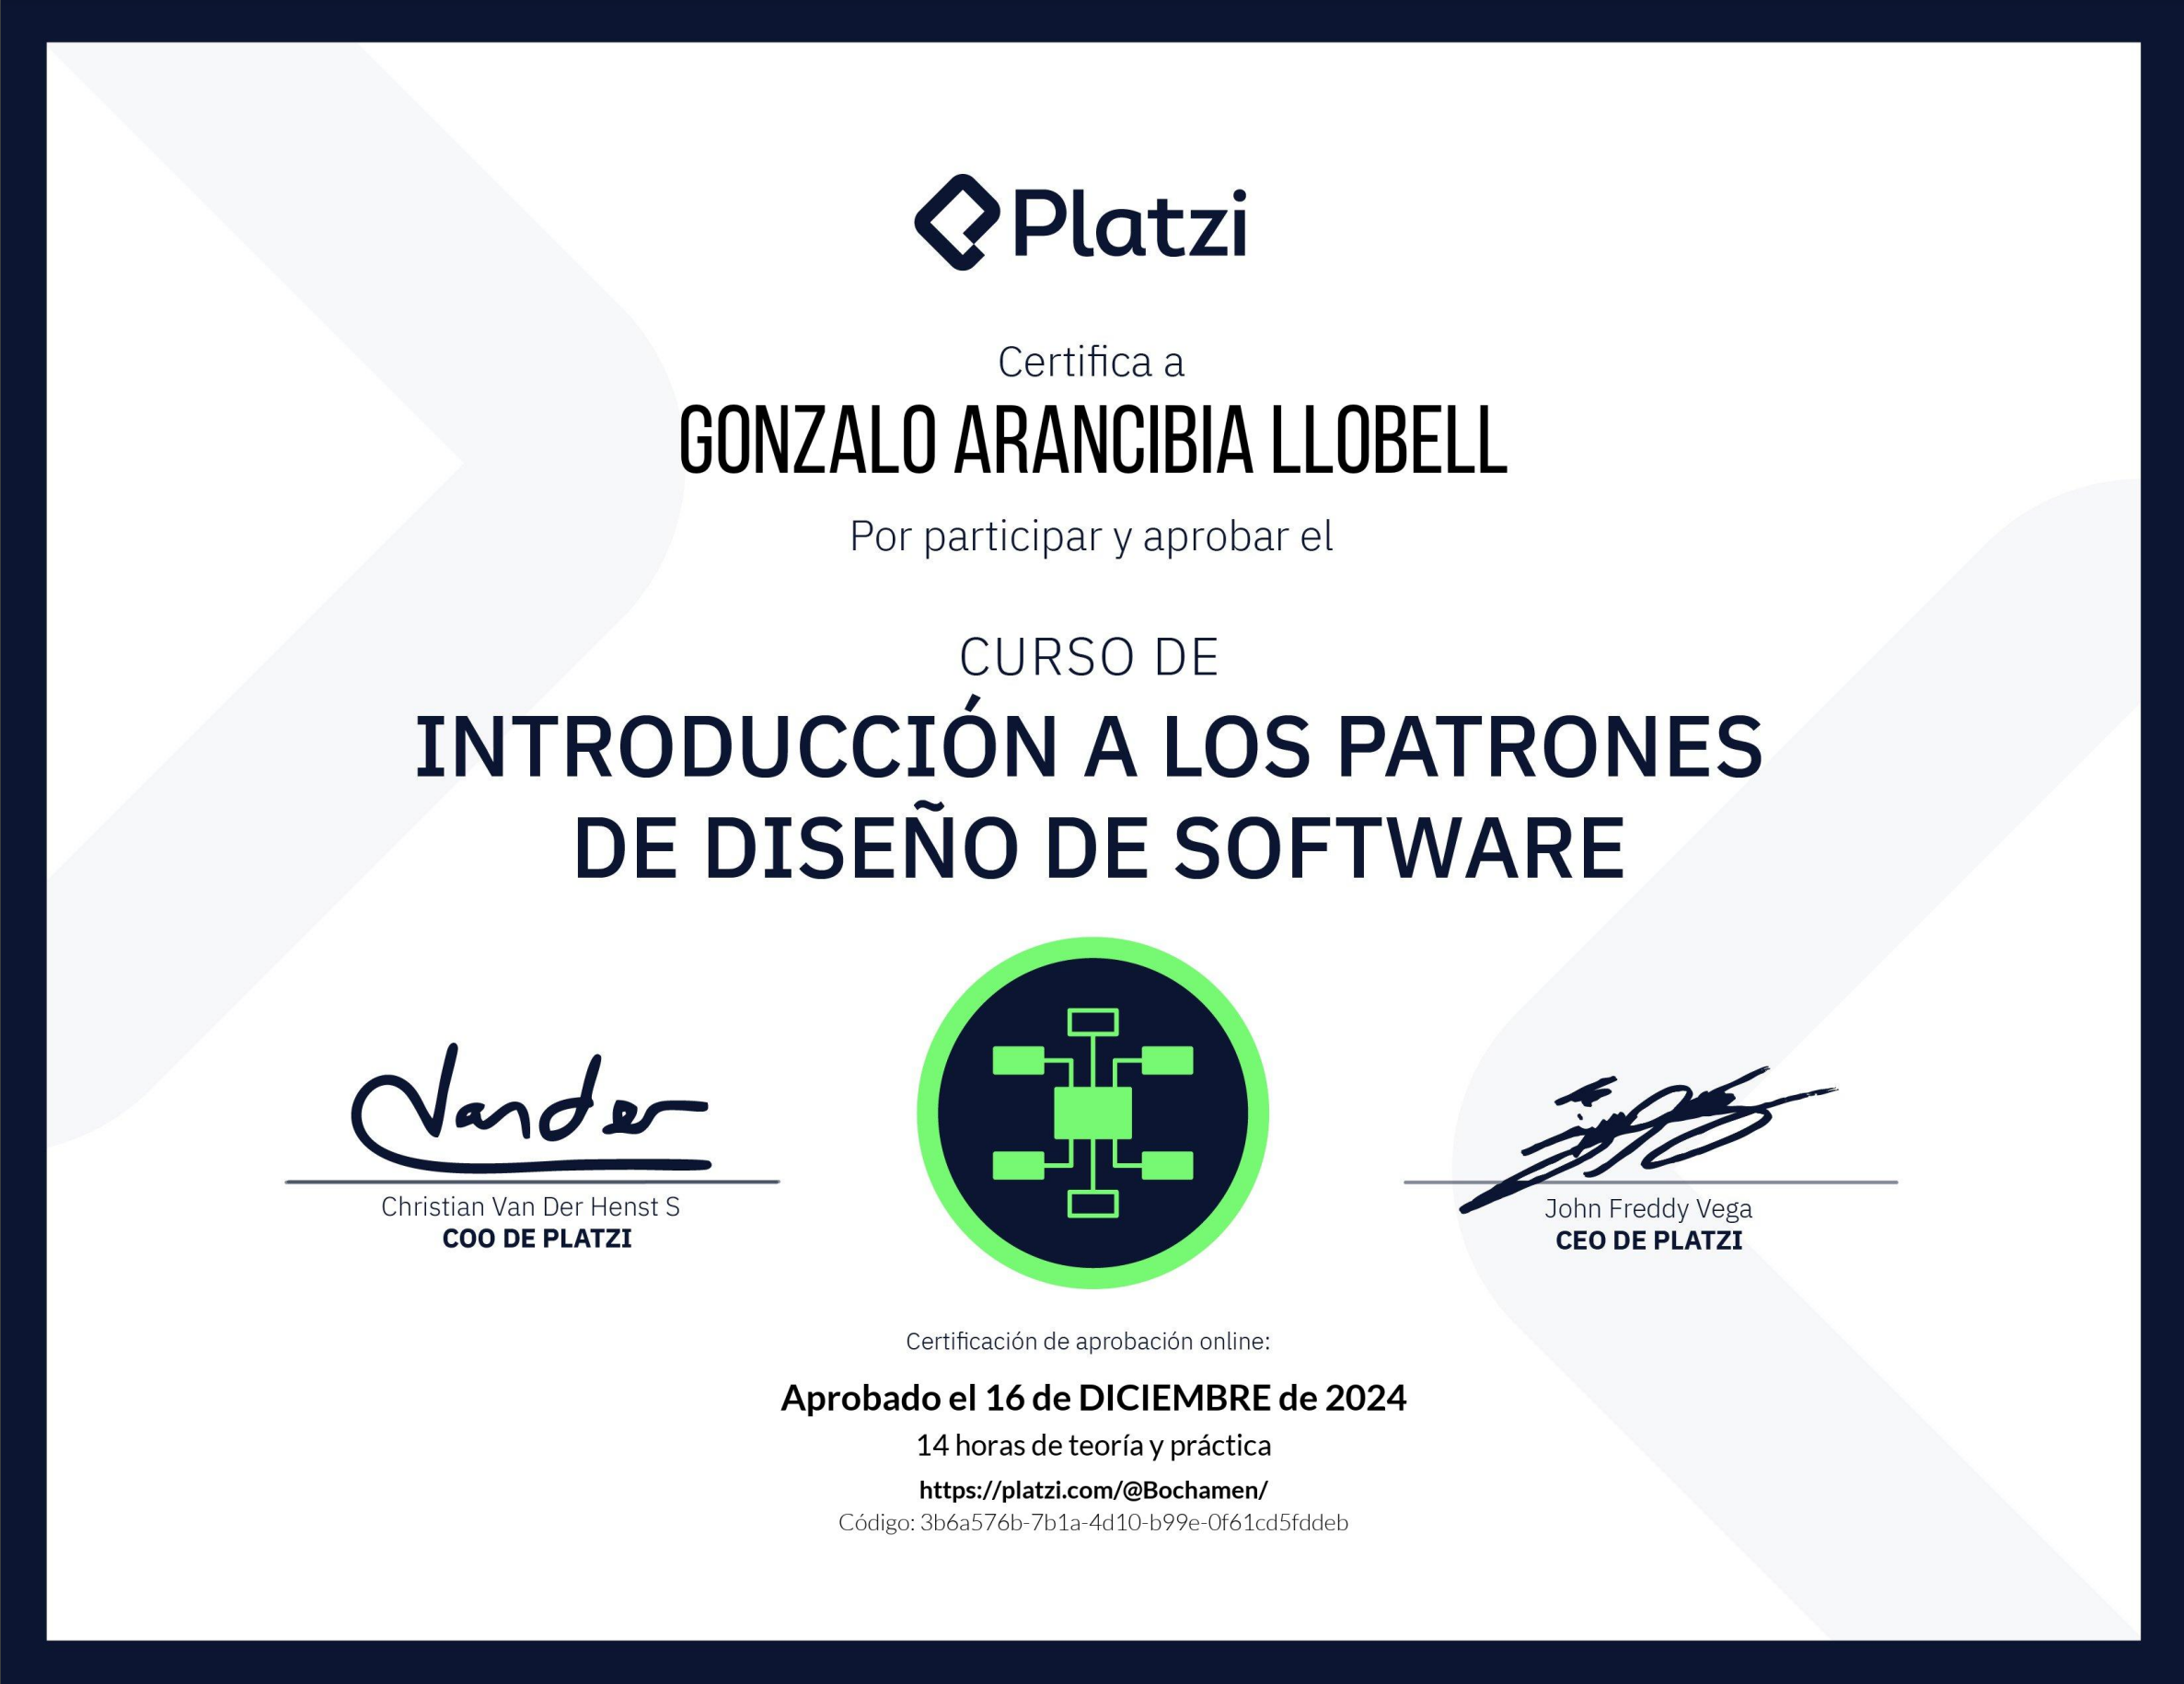 Platzi
Certifica a
GONZALO ARANCIBIA LLOBELL
Por participar y aprobar el
CURSO DE
INTRODUCCIÓN A LOS PATRONES
DE DISEÑO DE SOFTWARE
Vander
Christian Van Der Henst S
COO DE PLATZI
John Freddy Vega
CEO DE PLATZI
Certificación de aprobación online:
Aprobado el 16 de DICIEMBRE de 2024
14 horas de teoría y práctica
https://platzi.com/@Bochamen/
Código: 3b6a576b-7b1a-4d10-b99e-0f61cd5fddeb